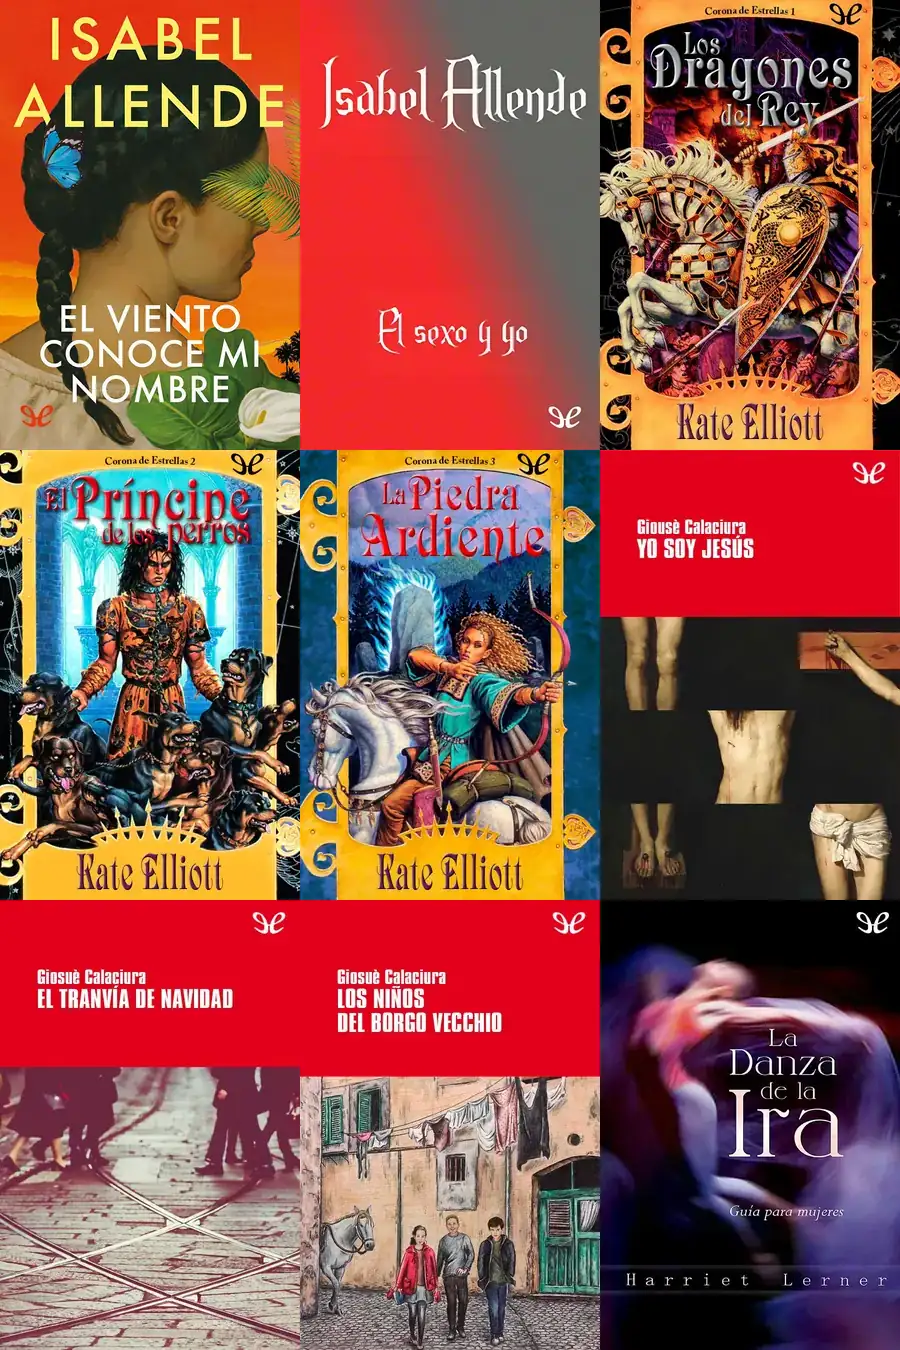 ISABEL
ALLENDE
EL VIENTO
CONOCE MI
NOMBRE
Isabel Allende
El sexo y yo
Corona de Estrellas 1
Los
Dragones
del Rey
Kate Elliott
Corona de Estrellas 2
El Príncipe
de los perros
Kate Elliott
Corona de Estrellas 3
La Piedra
Ardiente
Kate Elliott
Giosuè Calaciura
YO SOY JESÚS
Giosuè Calaciura
EL TRANVÍA DE NAVIDAD
Giosuè Calaciura
LOS NIÑOS
DEL BORGO VECCHIO
La
Danza
de la
Ira
Guía para mujeres
Harriet Lerner